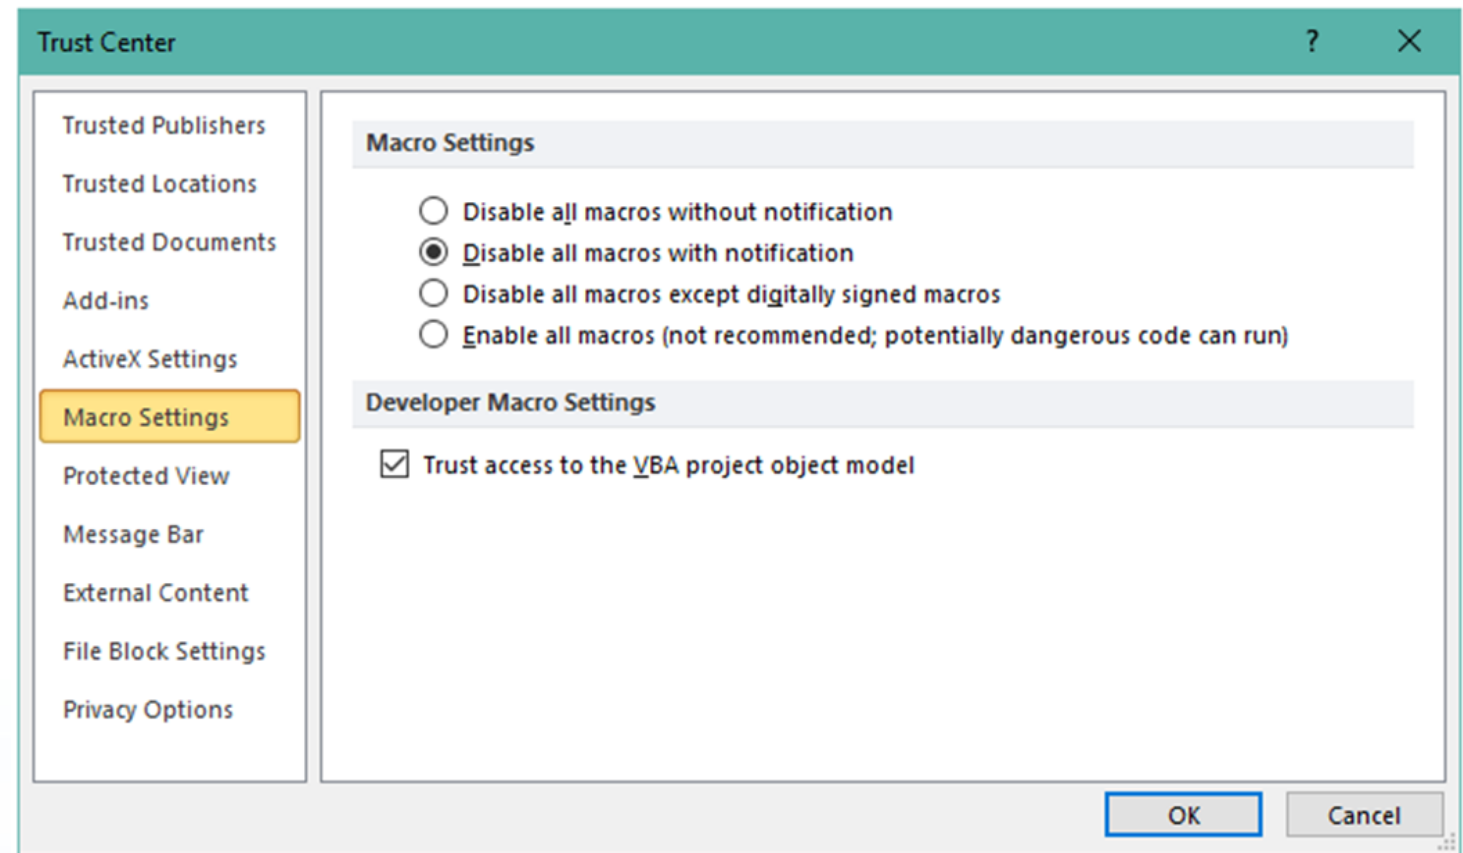 Trust Center
?
Trusted Publishers
Trusted Locations
Trusted Documents
Add-ins
ActiveX Settings
Macro Settings
Protected View
Message Bar
External Content
File Block Settings
Privacy Options
Macro Settings
Disable all macros without notification
Disable all macros with notification
Disable all macros except digitally signed macros
Enable all macros (not recommended; potentially dangerous code can run)
Developer Macro Settings
Trust access to the VBA project object model
OK
Cancel